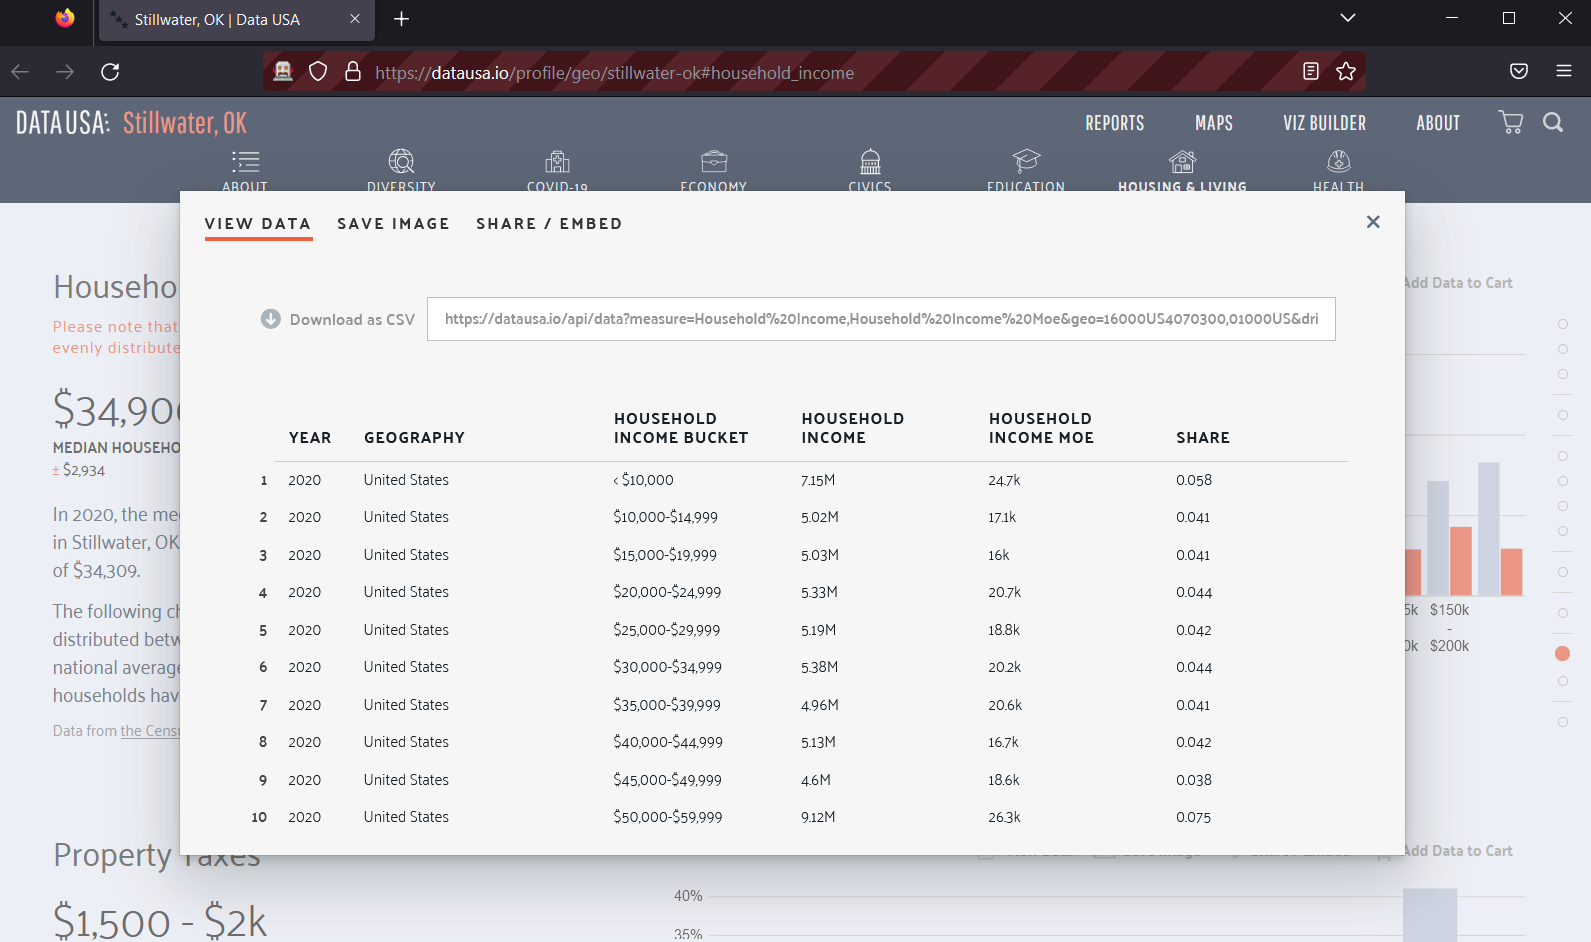 Stillwater, OK | Data USA
https://datausa.io/profile/geo/stillwater-ok#household_income
DATA USA: Stillwater, OK
REPORTS MAPS VIZ BUILDER ABOUT
ABOUT DIVERSITY COVID-19 ECONOMY CIVICS EDUCATION HOUSING & LIVING HEALTH
VIEW DATA SAVE IMAGE SHARE / EMBED
Add Data to Cart
Please note that
evenly distribute
Download as CSV https://datausa.io/api/data?measure=Household%20Income,Household%20Income%20Moe&geo=16000US4070300,01000US&dri
MEDIAN
± $2,934
In 2020, the
in Stillwater, OK
of $34,309.
The following
distributed
national average
households
Data from the
YEAR GEOGRAPHY HOUSEHOLD INCOME BUCKET HOUSEHOLD INCOME HOUSEHOLD INCOME MOE SHARE
1 2020 United States < $10,000 7.15M 24.7k 0.058
2 2020 United States $10,000-$14,999 5.02M 17.1k 0.041
3 2020 United States $15,000-$19,999 5.03M 16k 0.041
4 2020 United States $20,000-$24,999 5.33M 20.7k 0.044
5 2020 United States $25,000-$29,999 5.19M 18.8k 0.042
6 2020 United States $30,000-$34,999 5.38M 20.2k 0.044
7 2020 United States $35,000-$39,999 4.96M 20.6k 0.041
8 2020 United States $40,000-$44,999 5.13M 16.7k 0.042
9 2020 United States $45,000-$49,999 4.6M 18.6k 0.038
10 2020 United States $50,000-$59,999 9.12M 26.3k 0.075
$150k
-
$200k
Property Taxes
Add Data to Cart
$1,500 - $2k
40%
35%